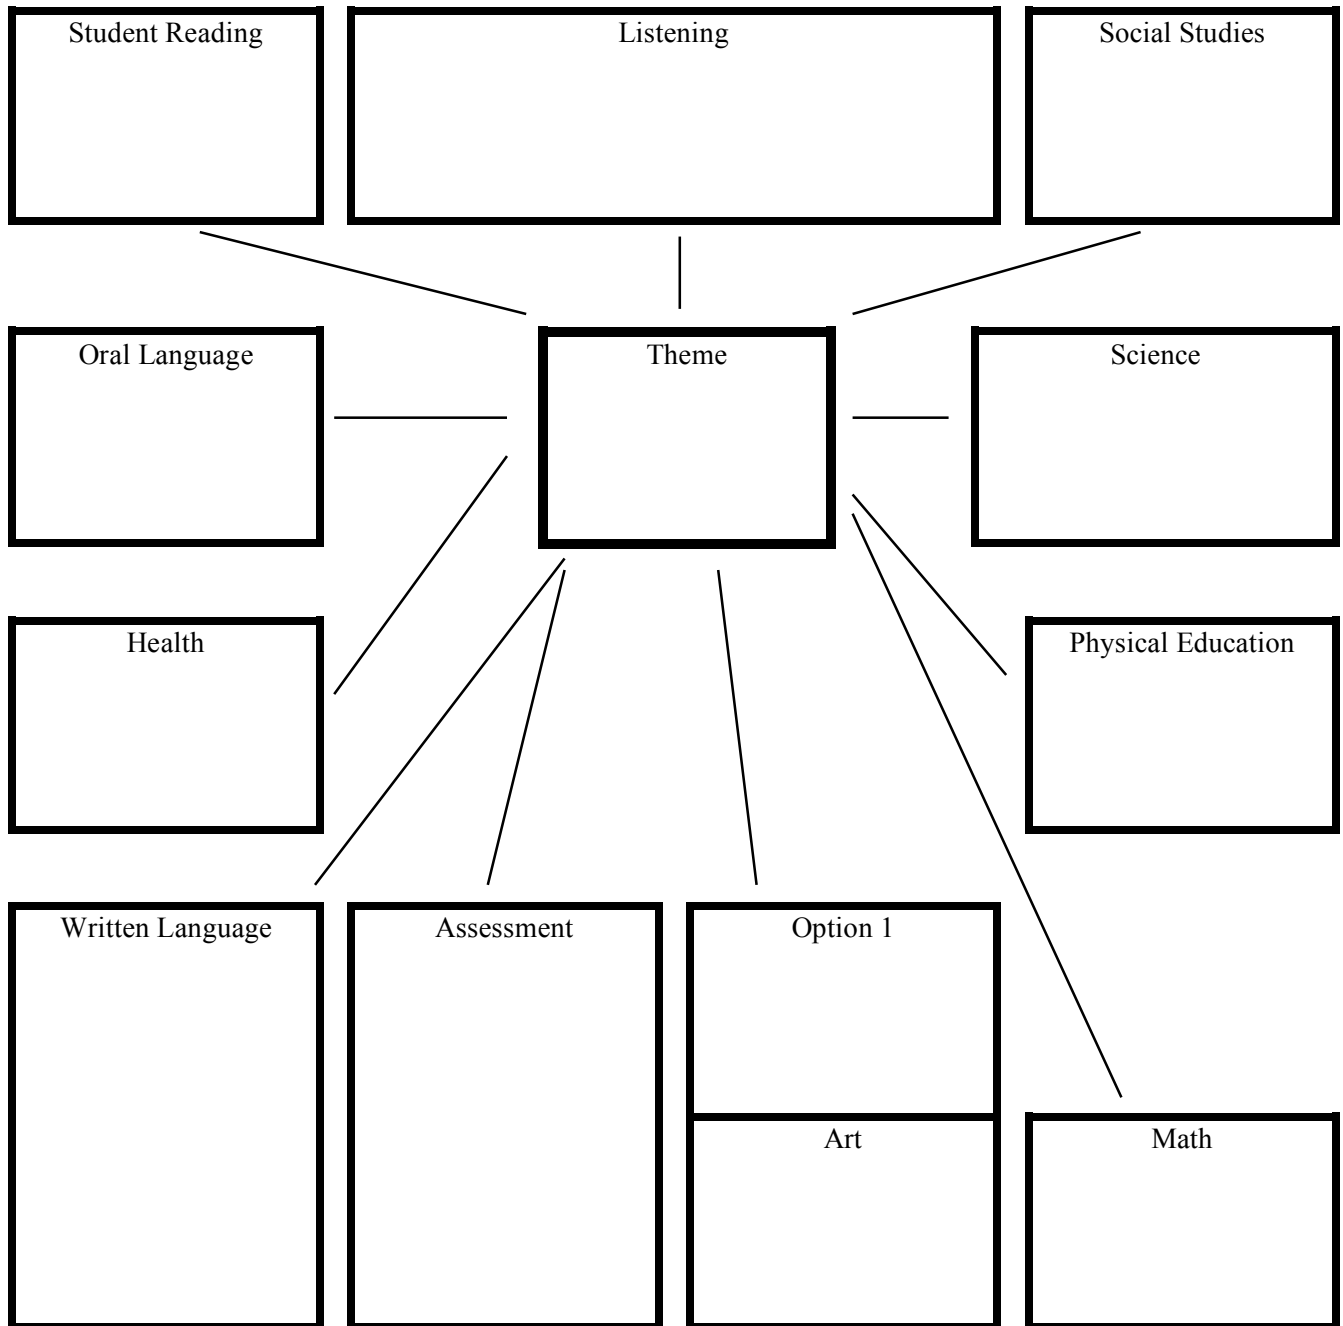 Student Reading
Listening
Social Studies
Oral Language
Theme
Science
Health
Physical Education
Written Language
Assessment
Option 1
Art
Math